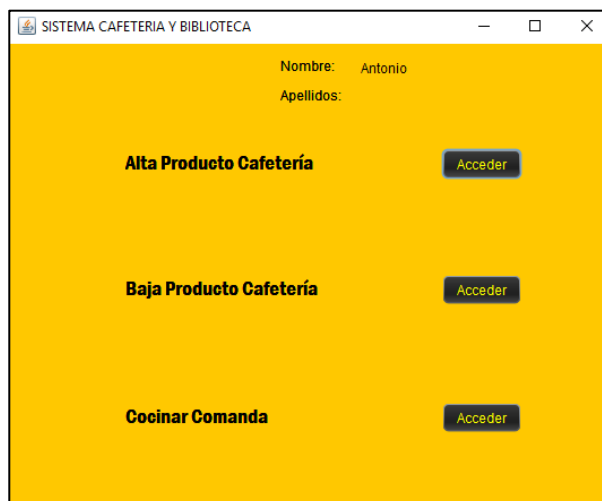 SISTEMA CAFETERIA Y BIBLIOTECA
Nombre: Antonio
Apellidos:
Alta Producto Cafetería Acceder
Baja Producto Cafetería Acceder
Cocinar Comanda Acceder